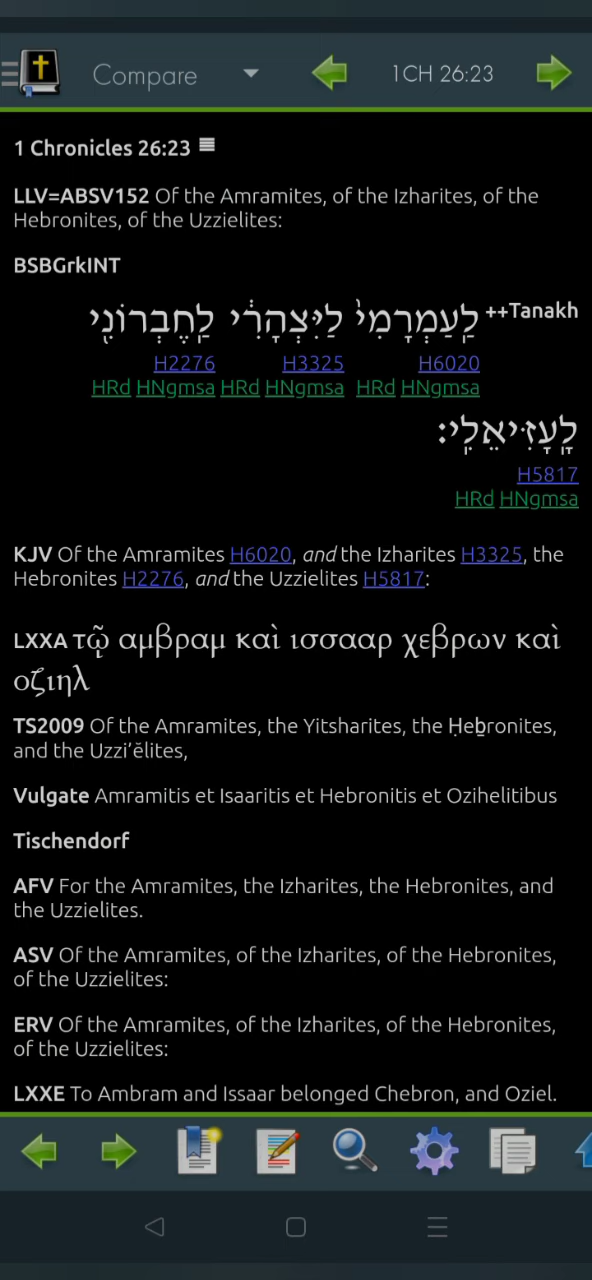 Compare
1CH 26:23
1 Chronicles 26:23
LLV=ABSV152 Of the Amramites, of the Izharites, of the
Hebronites, of the Uzzielites:
BSBGrkINT
++Tanakh לַֽעַמְרָמִי֙ לַיִּצְהָרִ֔י לַֽחֶבְרוֹנִ֖י
H6020 H3325 H2276
HRd HNgmsa HRd HNgmsa HRd HNgmsa
לָֽעָזִּיאֵלִֽי׃
H5817
HRd HNgmsa
KJV Of the Amramites H6020, and the Izharites H3325, the
Hebronites H2276, and the Uzzielites H5817:
LXXA τῷ αμβραμ καὶ ισσααρ χεβρων καὶ
οζιηλ
TS2009 Of the Amramites, the Yitsharites, the Ḥeḇronites,
and the Uzzi’ĕlites,
Vulgate Amramitis et Isaaritis et Hebronitis et Ozihelitibus
Tischendorf
AFV For the Amramites, the Izharites, the Hebronites, and
the Uzzielites.
ASV Of the Amramites, of the Izharites, of the Hebronites,
of the Uzzielites:
ERV Of the Amramites, of the Izharites, of the Hebronites,
of the Uzzielites:
LXXE To Ambram and Issaar belonged Chebron, and Oziel.